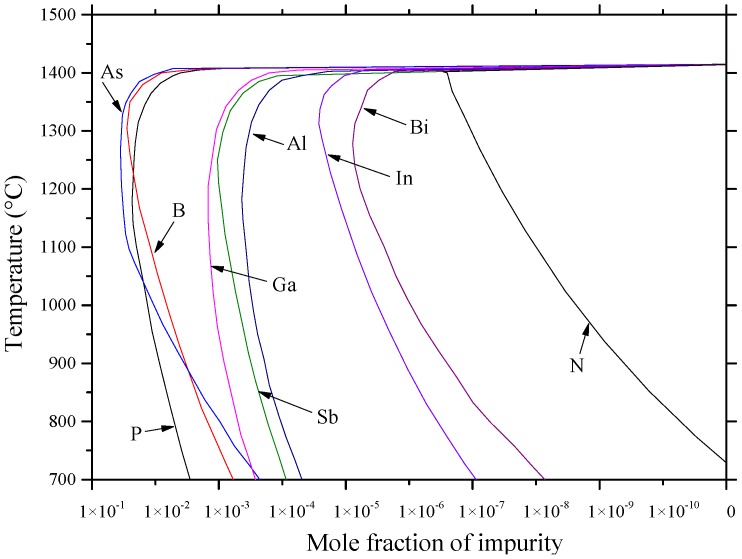 1500
1400
1300
1200
1100
1000
900
800
700
Temperature (°C)
As
B
P
Ga
Sb
Al
In
Bi
N
1×10⁻¹ 1×10⁻² 1×10⁻³ 1×10⁻⁴ 1×10⁻⁵ 1×10⁻⁶ 1×10⁻⁷ 1×10⁻⁸ 1×10⁻⁹ 1×10⁻¹⁰ 0
Mole fraction of impurity